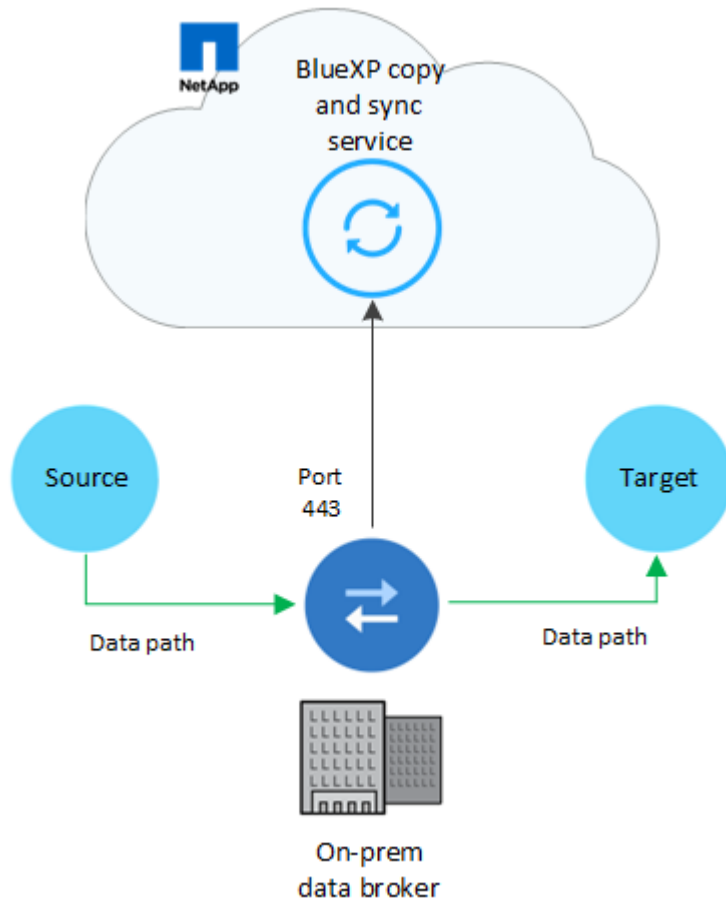 NetApp
BlueXP copy
and sync
service
Source
Port
443
Target
Data path
Data path
On-prem
data broker